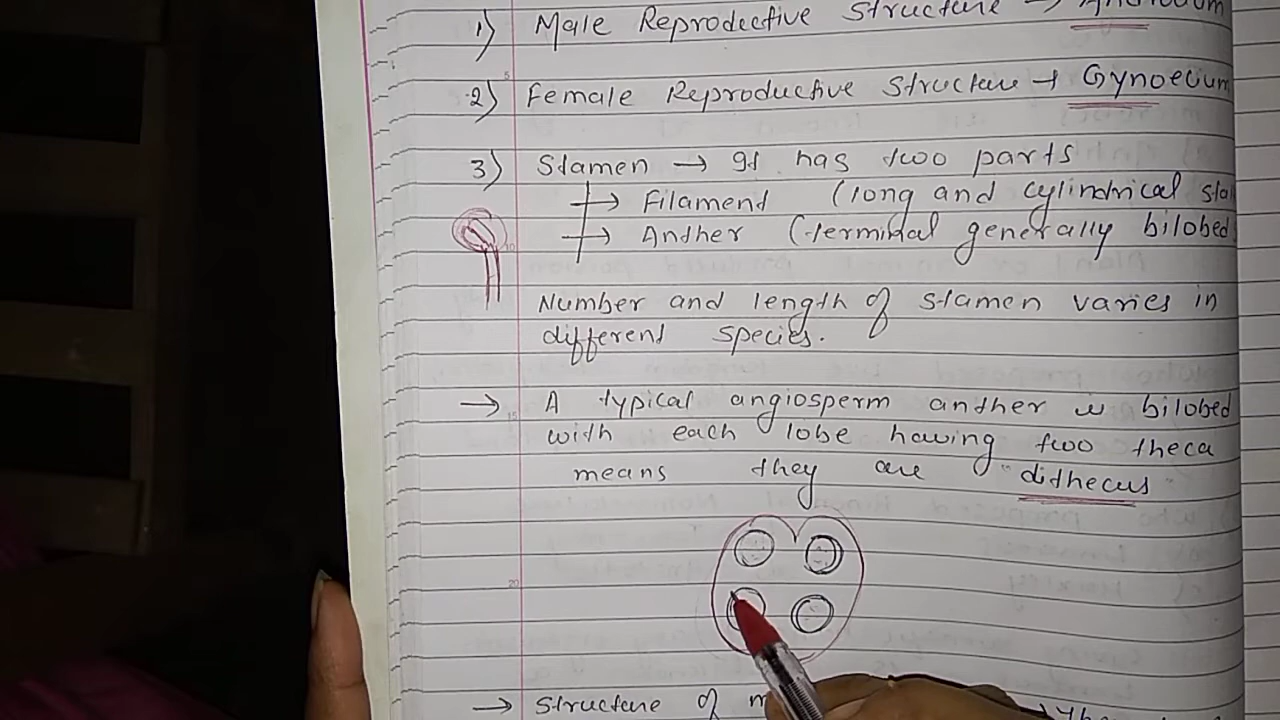 1) Male Reproductive Structure →
2) Female Reproductive Structure → Gynoecium
3) Stamen → It has two parts
→ Filament (long and cylindrical
→ Anther (terminal generally bilobed
Number and length of stamen varies in
different species.
→ A typical angiosperm anther is bilobed
with each lobe having two theca
means they are "dithecus"
→ Structure of